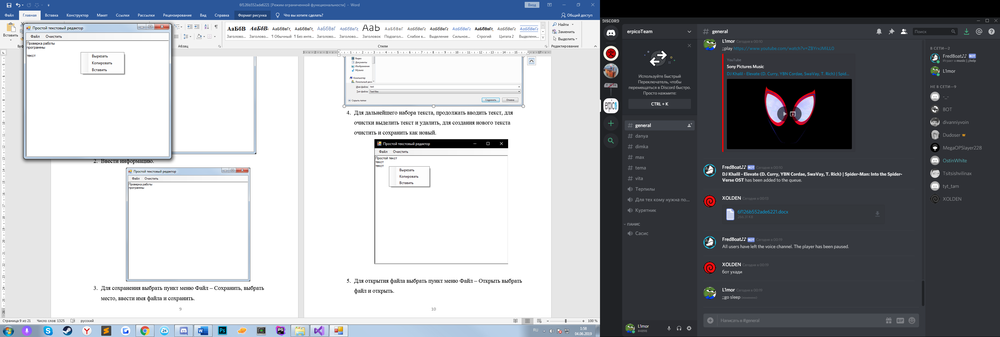 6f126b552ade6221 [Режим ограниченной функциональности] - Word
Вход
Файл Главная Вставка Конструктор Макет Ссылки Рассылки Рецензирование Вид Справка Формат рисунка Что вы хотите сделать? Общий доступ
Вставить
Абзац
АаБбВ АаБбВ АаБбВвГг, АаБбВвГг, АаБбВвГ АаБбВвГг, АаБ АаБбВвГ АаБбВвГг АаБбВвГг АаБбВвГг АаБбВвГг, АаБбВвГг АаБбВвГг
Заголово... Заголово... ¶ Обычный ¶ Без инте... Заголово... Заголово... Заголовок Подзагол... Слабое в... Выделение Сильное... Строгий Цитата 2 Выделенн...
Стили
Найти
Заменить
Выделить
Редактирование
Простой текстовый редактор
Файл Очистить
Проверка работы
программы
текст
Вырезать
Копировать
Вставить
2. Ввести информацию.
Простой текстовый редактор
Файл Очистить
Проверка работы
программы
3. Для сохранения выбрать пункт меню Файл – Сохранить, выбрать
место, ввести имя файла и сохранить.
9
Видео
Документы
Изображения
Музыка
Компьютер
Локальный диск
Имя файла: text
Тип файла: Text files
Скрыть папки
Сохранить
Отмена
4. Для дальнейшего набора текста, продолжать вводить текст, для
очистки выделить текст и удалить, для создания нового текста
очистить и сохранить как новый.
Простой текстовый редактор
Файл Очистить
Простой текст
текст
текст
Вырезать
Копировать
Вставить
5. Для открытия файла выбрать пункт меню Файл – Открыть выбрать
файл и открыть.
10
Страница 9 из 21 Число слов: 1325 русский
100 %
RU
1:58
04.06.2019
DISCORD
erpicoTeam
Используйте Быстрый
Переключатель, чтобы
перемещаться в Discord быстро.
Просто нажмите:
CTRL + K
erpic
general
danya
dimka
max
tema
vita
Терпилы
Для тех кому нужна по...
Курятник
ПАНИС
Сасис
L1mor
#4898
# general
Поиск
L1mor Сегодня в 00:10
;;play https://www.youtube.com/watch?v=ZBYrxJMiLL0
YouTube
Sony Pictures Music
DJ Khalil - Elevate (D. Curry, YBN Cordae, SwaVay, T. Rich) | Spid...
FredBoat♪♪ BOT Сегодня в 00:10
DJ Khalil - Elevate (D. Curry, YBN Cordae, SwaVay, T. Rich) | Spider-Man: Into the Spider-
Verse OST has been added to the queue.
XOLDEN Сегодня в 00:13
6f126b552ade6221.docx
266.31 KB
FredBoat♪♪ BOT Сегодня в 00:19
All users have left the voice channel. The player has been paused.
XOLDEN Сегодня в 00:19
бот ухади
L1mor Сегодня в 00:19
;;go sleep (изменено)
Написать в #general
GIF
В СЕТИ—2
FredBoat♪♪ BOT
Играет в music | ;;help
L1mor
НЕ В СЕТИ—9
-_-
BOT
divanniyvoin
Dudoser
MegaOPSlayer228
OstinWhite
Tsitsishvilinax
tyt_tam
XOLDEN